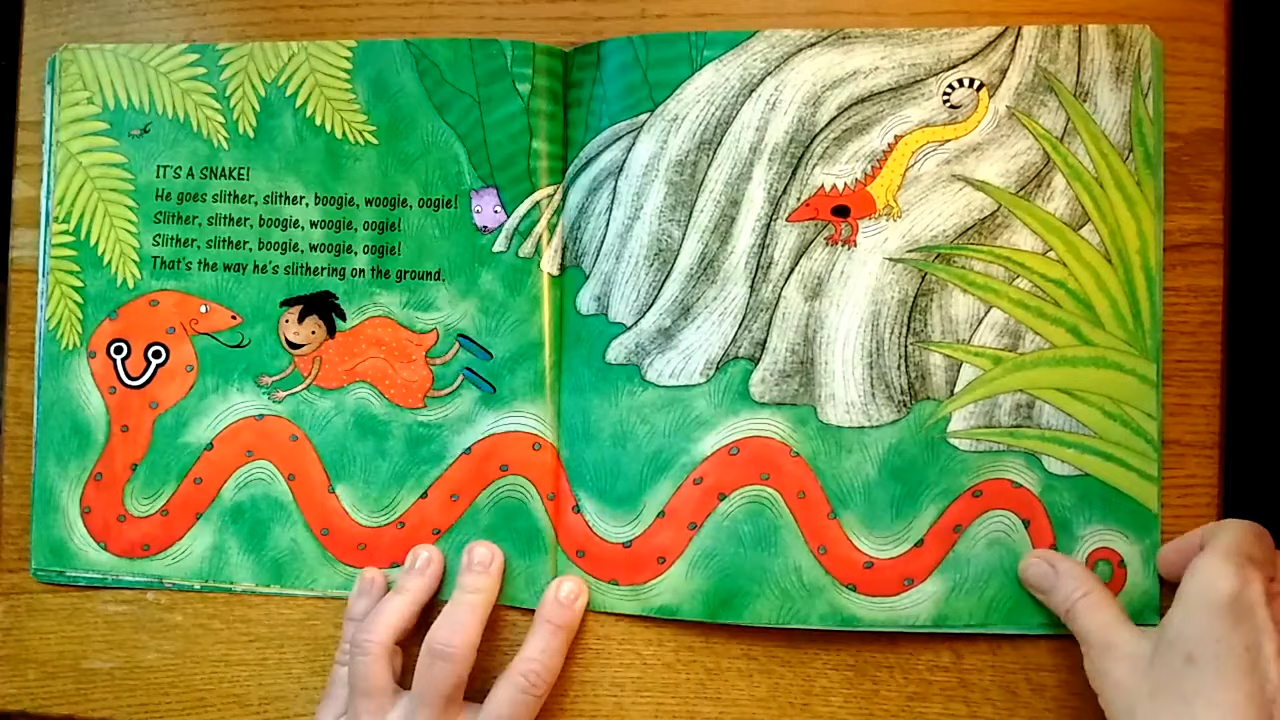 IT'S A SNAKE!
He goes slither, slither, boogie, woogie, oogie!
Slither, slither, boogie, woogie, oogie!
Slither, slither, boogie, woogie, oogie!
That's the way he's slithering on the ground.